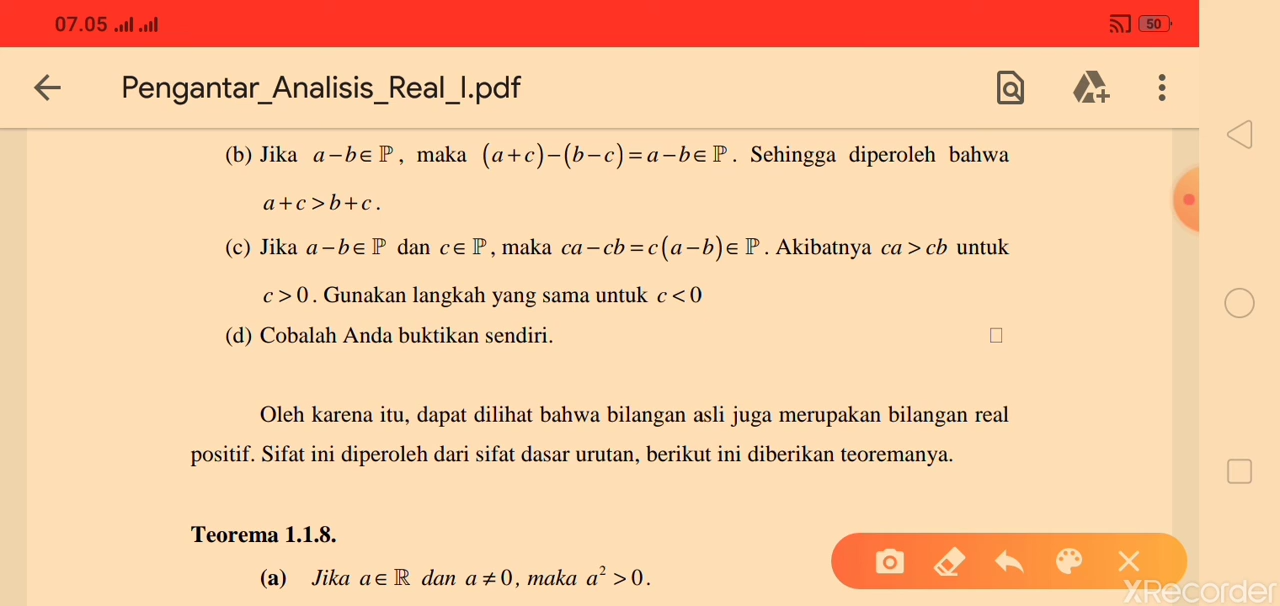 07.05
50
Pengantar_Analisis_Real_I.pdf
(b) Jika a−b∈ℙ, maka (a+c)−(b−c)=a−b∈ℙ. Sehingga diperoleh bahwa
a+c>b+c.
(c) Jika a−b∈ℙ dan c∈ℙ, maka ca−cb=c(a−b)∈ℙ. Akibatnya ca>cb untuk
c>0. Gunakan langkah yang sama untuk c<0
(d) Cobalah Anda buktikan sendiri. □
Oleh karena itu, dapat dilihat bahwa bilangan asli juga merupakan bilangan real
positif. Sifat ini diperoleh dari sifat dasar urutan, berikut ini diberikan teoremanya.
Teorema 1.1.8.
(a) Jika a∈ℝ dan a≠0, maka a²>0.
XRecorder